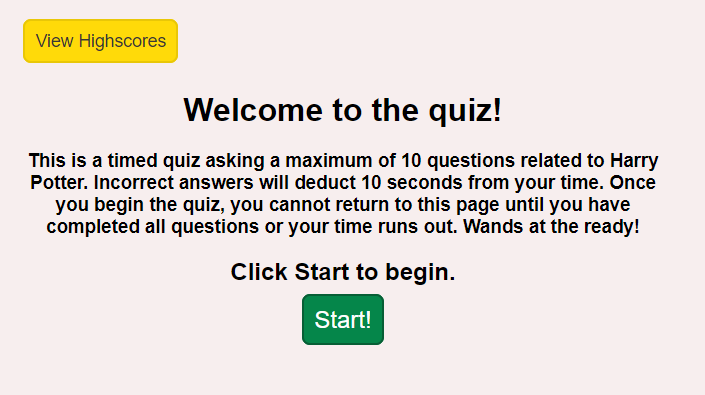 View Highscores
Welcome to the quiz!
This is a timed quiz asking a maximum of 10 questions related to Harry
Potter. Incorrect answers will deduct 10 seconds from your time. Once
you begin the quiz, you cannot return to this page until you have
completed all questions or your time runs out. Wands at the ready!
Click Start to begin.
Start!